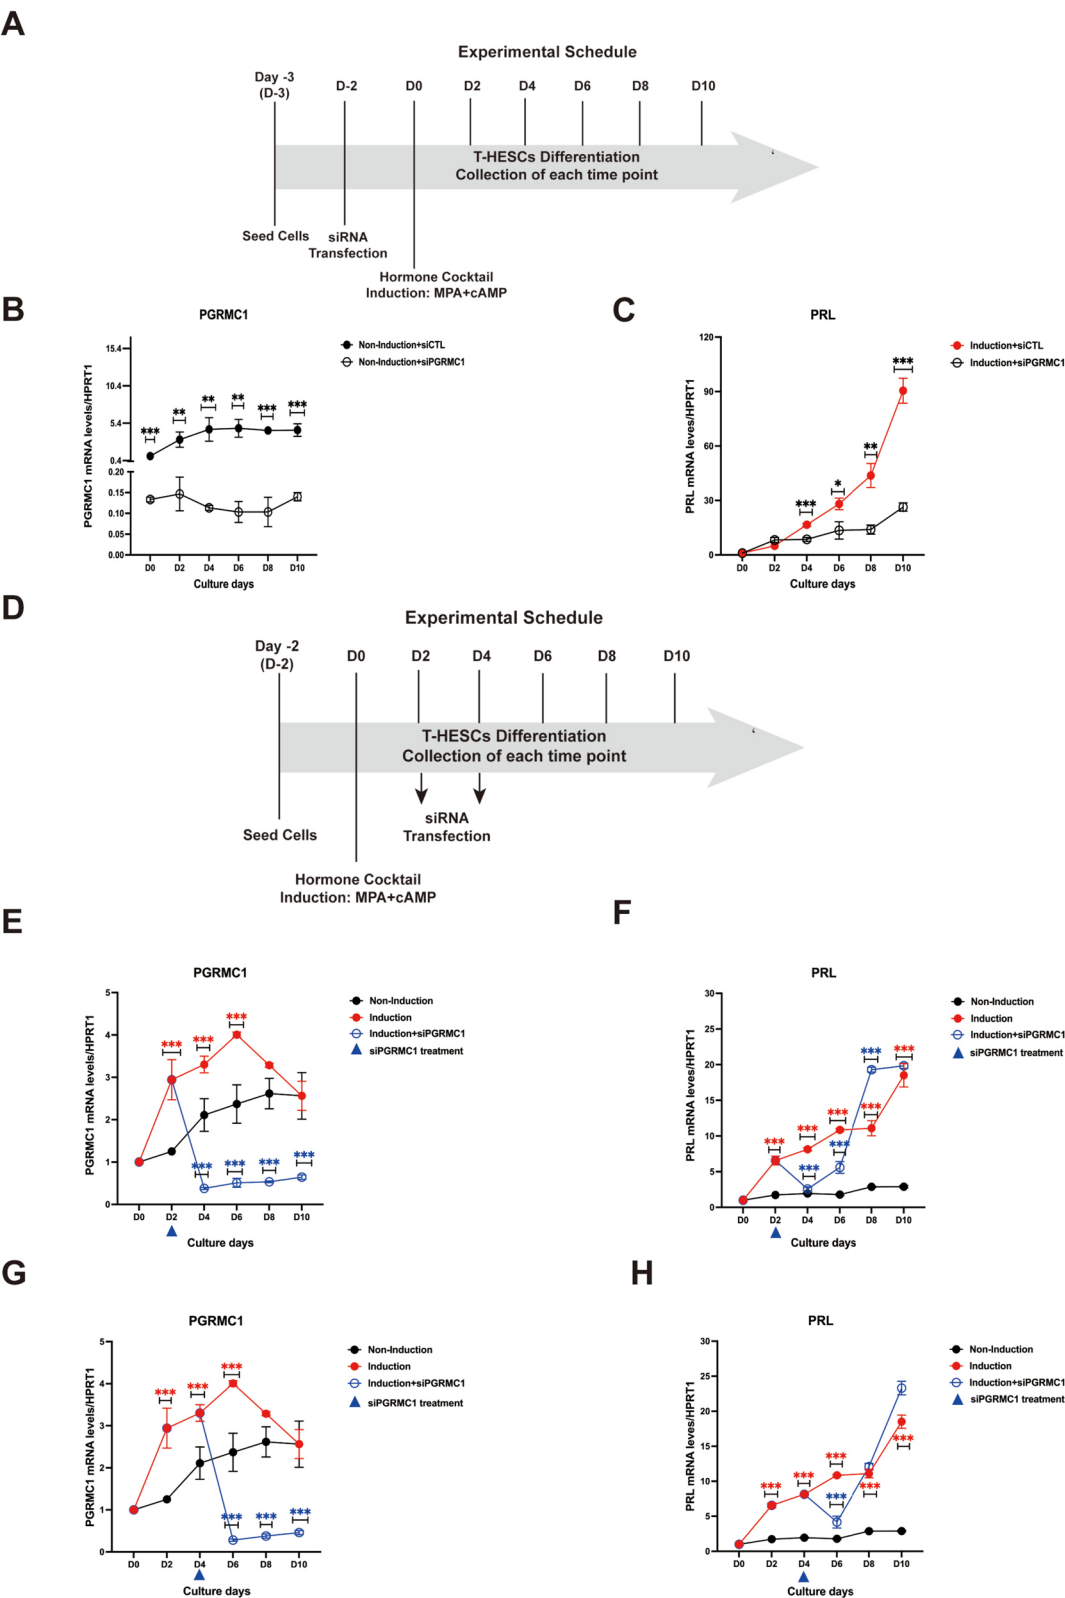 A
Experimental Schedule
Day -3
(D-3)
D-2
D0
D2
D4
D6
D8
D10
T-HESCs Differentiation
Collection of each time point
Seed Cells
siRNA
Transfection
Hormone Cocktail
Induction: MPA+cAMP
B
PGRMC1
PGRMC1 mRNA levels/HPRT1
15.4
10.4
5.4
0.4
0.20
0.15
0.10
0.05
0.00
***
**
**
**
***
***
D0
D2
D4
D6
D8
D10
Culture days
Non-Induction+siCTL
Non-Induction+siPGRMC1
C
PRL
PRL mRNA leves/HPRT1
120
90
60
30
0
***
*
**
***
D0
D2
D4
D6
D8
D10
Culture days
Induction+siCTL
Induction+siPGRMC1
D
Experimental Schedule
Day -2
(D-2)
D0
D2
D4
D6
D8
D10
T-HESCs Differentiation
Collection of each time point
siRNA
Transfection
Seed Cells
Hormone Cocktail
Induction: MPA+cAMP
E
PGRMC1
PGRMC1 mRNA levels/HPRT1
5
4
3
2
1
0
***
***
***
***
***
***
***
D0
D2
D4
D6
D8
D10
Culture days
Non-Induction
Induction
Induction+siPGRMC1
siPGRMC1 treatment
F
PRL
PRL mRNA leves/HPRT1
30
25
20
15
10
5
0
***
***
***
***
***
***
***
***
D0
D2
D4
D6
D8
D10
Culture days
Non-Induction
Induction
Induction+siPGRMC1
siPGRMC1 treatment
G
PGRMC1
PGRMC1 mRNA levels/HPRT1
5
4
3
2
1
0
***
***
***
***
***
***
D0
D2
D4
D6
D8
D10
Culture days
Non-Induction
Induction
Induction+siPGRMC1
siPGRMC1 treatment
H
PRL
PRL mRNA leves/HPRT1
30
25
20
15
10
5
0
***
***
***
***
***
***
D0
D2
D4
D6
D8
D10
Culture days
Non-Induction
Induction
Induction+siPGRMC1
siPGRMC1 treatment